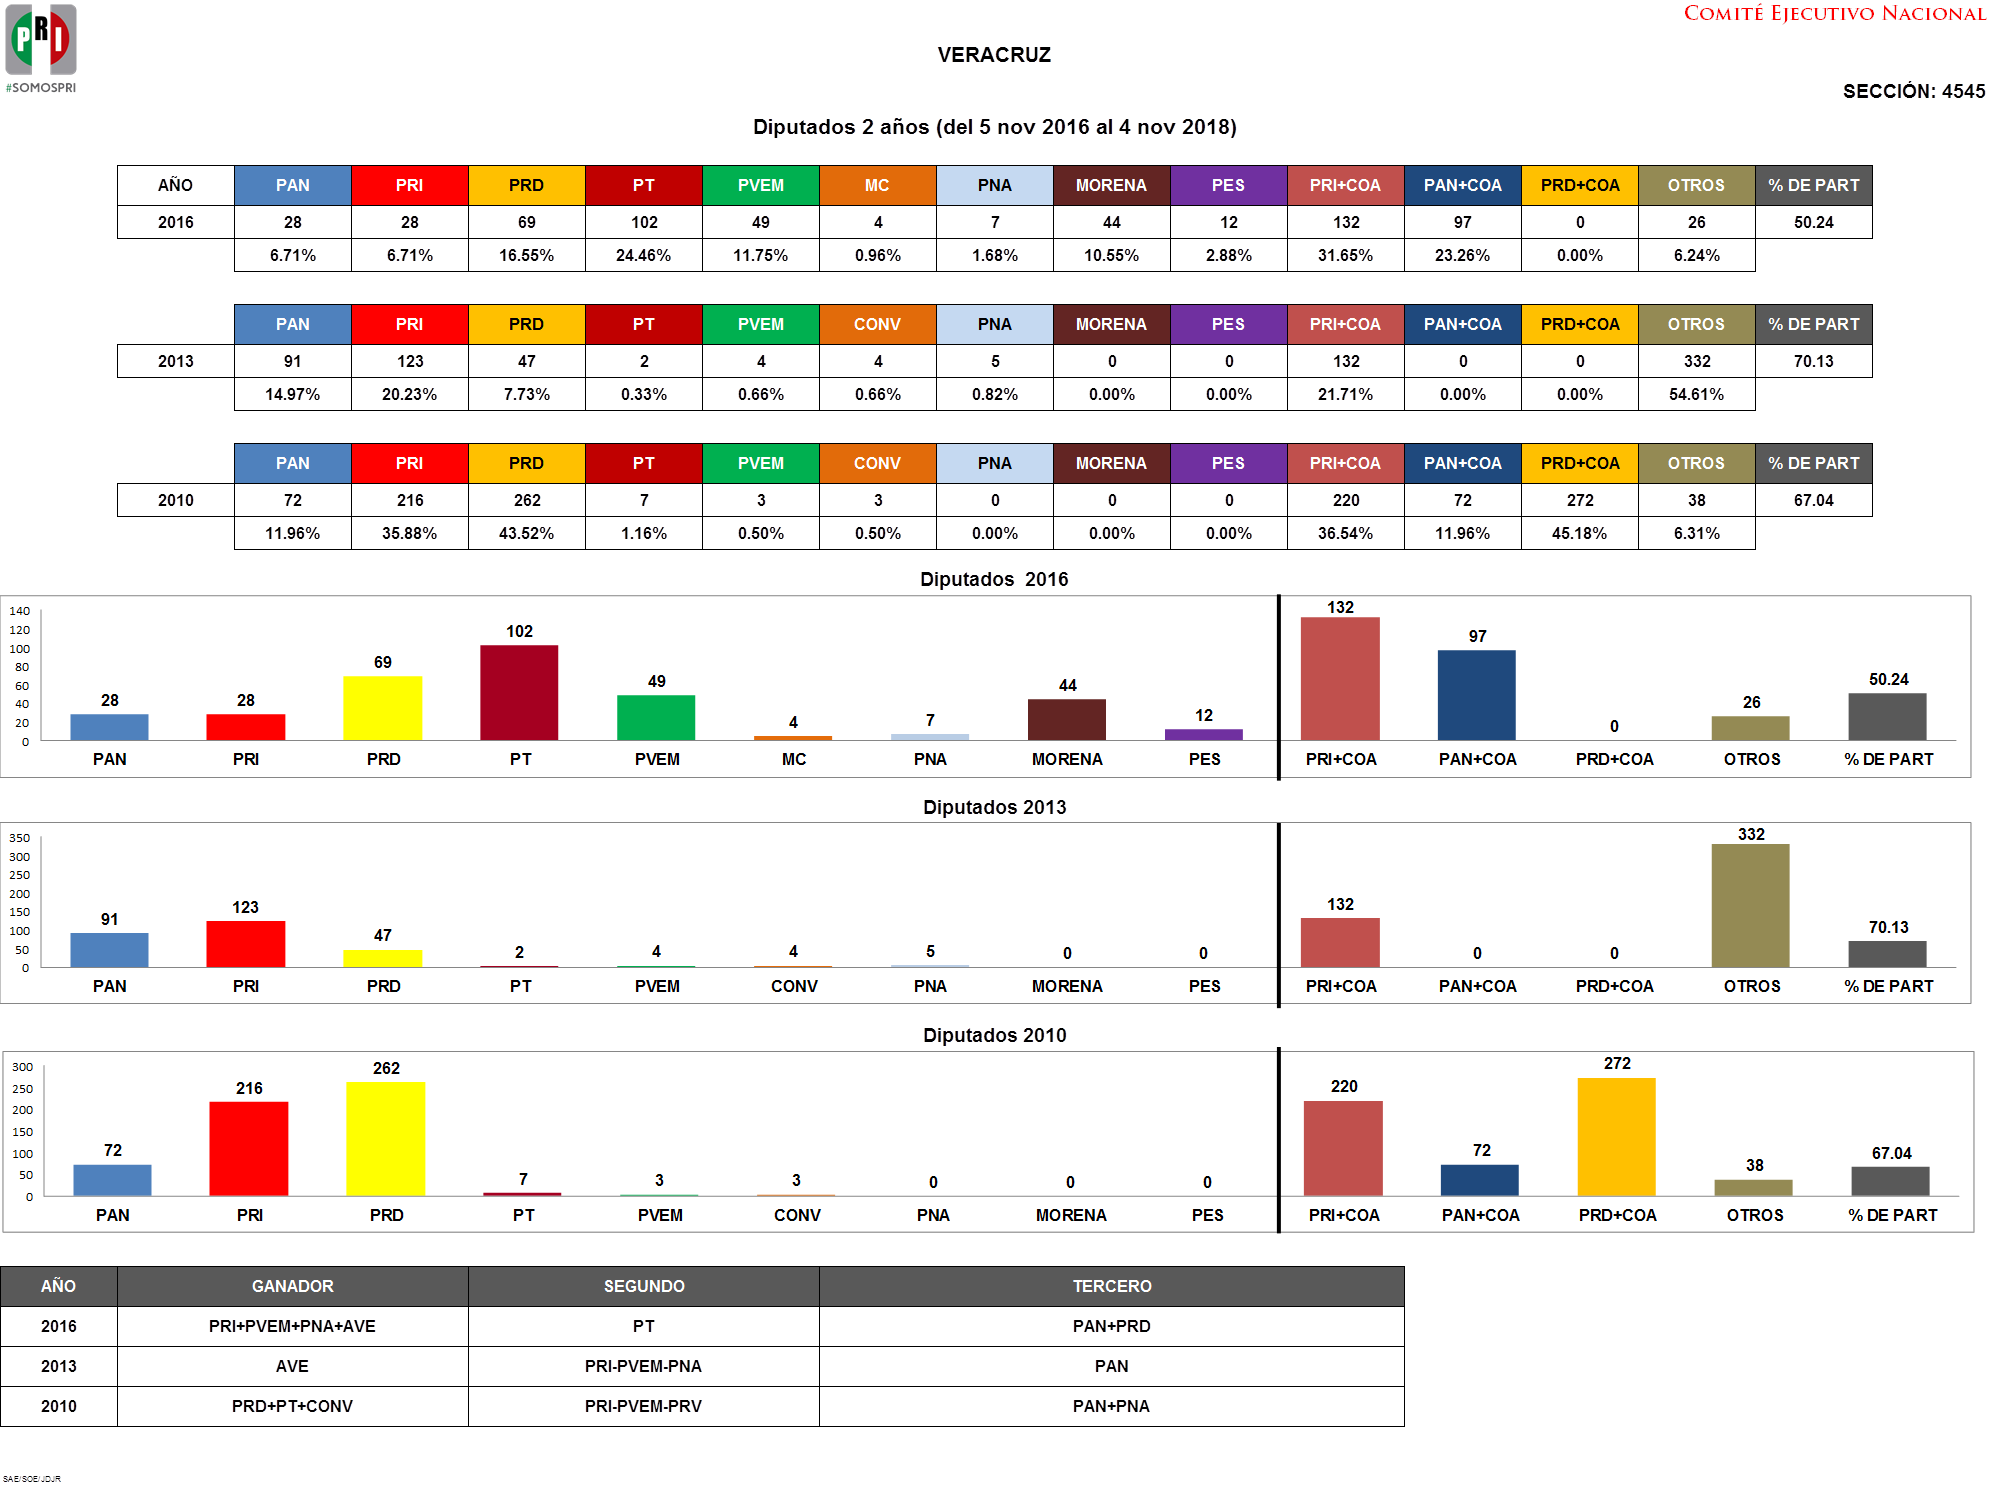 COMITÉ EJECUTIVO NACIONAL
PRI
#SOMOSPRI
VERACRUZ
SECCIÓN: 4545
Diputados 2 años (del 5 nov 2016 al 4 nov 2018)
AÑO PAN PRI PRD PT PVEM MC PNA MORENA PES PRI+COA PAN+COA PRD+COA OTROS % DE PART
2016 28 28 69 102 49 4 7 44 12 132 97 0 26 50.24
6.71% 6.71% 16.55% 24.46% 11.75% 0.96% 1.68% 10.55% 2.88% 31.65% 23.26% 0.00% 6.24%
PAN PRI PRD PT PVEM CONV PNA MORENA PES PRI+COA PAN+COA PRD+COA OTROS % DE PART
2013 91 123 47 2 4 4 5 0 0 132 0 0 332 70.13
14.97% 20.23% 7.73% 0.33% 0.66% 0.66% 0.82% 0.00% 0.00% 21.71% 0.00% 0.00% 54.61%
PAN PRI PRD PT PVEM CONV PNA MORENA PES PRI+COA PAN+COA PRD+COA OTROS % DE PART
2010 72 216 262 7 3 3 0 0 0 220 72 272 38 67.04
11.96% 35.88% 43.52% 1.16% 0.50% 0.50% 0.00% 0.00% 0.00% 36.54% 11.96% 45.18% 6.31%
Diputados 2016
140
120
100
80
60
40
20
0
28 28 69 102 49 4 7 44 12 132 97 0 26 50.24
PAN PRI PRD PT PVEM MC PNA MORENA PES PRI+COA PAN+COA PRD+COA OTROS % DE PART
Diputados 2013
350
300
250
200
150
100
50
0
91 123 47 2 4 4 5 0 0 132 0 0 332 70.13
PAN PRI PRD PT PVEM CONV PNA MORENA PES PRI+COA PAN+COA PRD+COA OTROS % DE PART
Diputados 2010
300
250
200
150
100
50
0
72 216 262 7 3 3 0 0 0 220 72 272 38 67.04
PAN PRI PRD PT PVEM CONV PNA MORENA PES PRI+COA PAN+COA PRD+COA OTROS % DE PART
AÑO GANADOR SEGUNDO TERCERO
2016 PRI+PVEM+PNA+AVE PT PAN+PRD
2013 AVE PRI-PVEM-PNA PAN
2010 PRD+PT+CONV PRI-PVEM-PRV PAN+PNA
SAE/SOE/JDJR